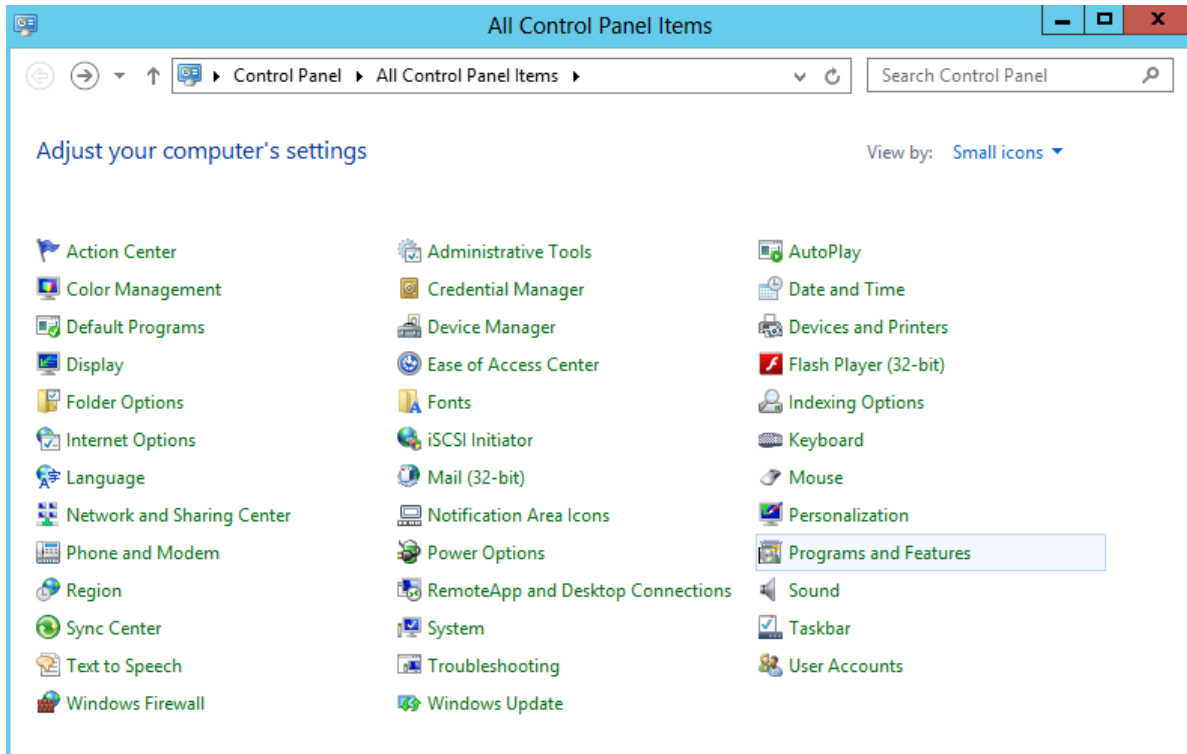 All Control Panel Items
Control Panel All Control Panel Items Search Control Panel
Adjust your computer's settings View by: Small icons
Action Center Administrative Tools AutoPlay
Color Management Credential Manager Date and Time
Default Programs Device Manager Devices and Printers
Display Ease of Access Center Flash Player (32-bit)
Folder Options Fonts Indexing Options
Internet Options iSCSI Initiator Keyboard
Language Mail (32-bit) Mouse
Network and Sharing Center Notification Area Icons Personalization
Phone and Modem Power Options Programs and Features
Region RemoteApp and Desktop Connections Sound
Sync Center System Taskbar
Text to Speech Troubleshooting User Accounts
Windows Firewall Windows Update